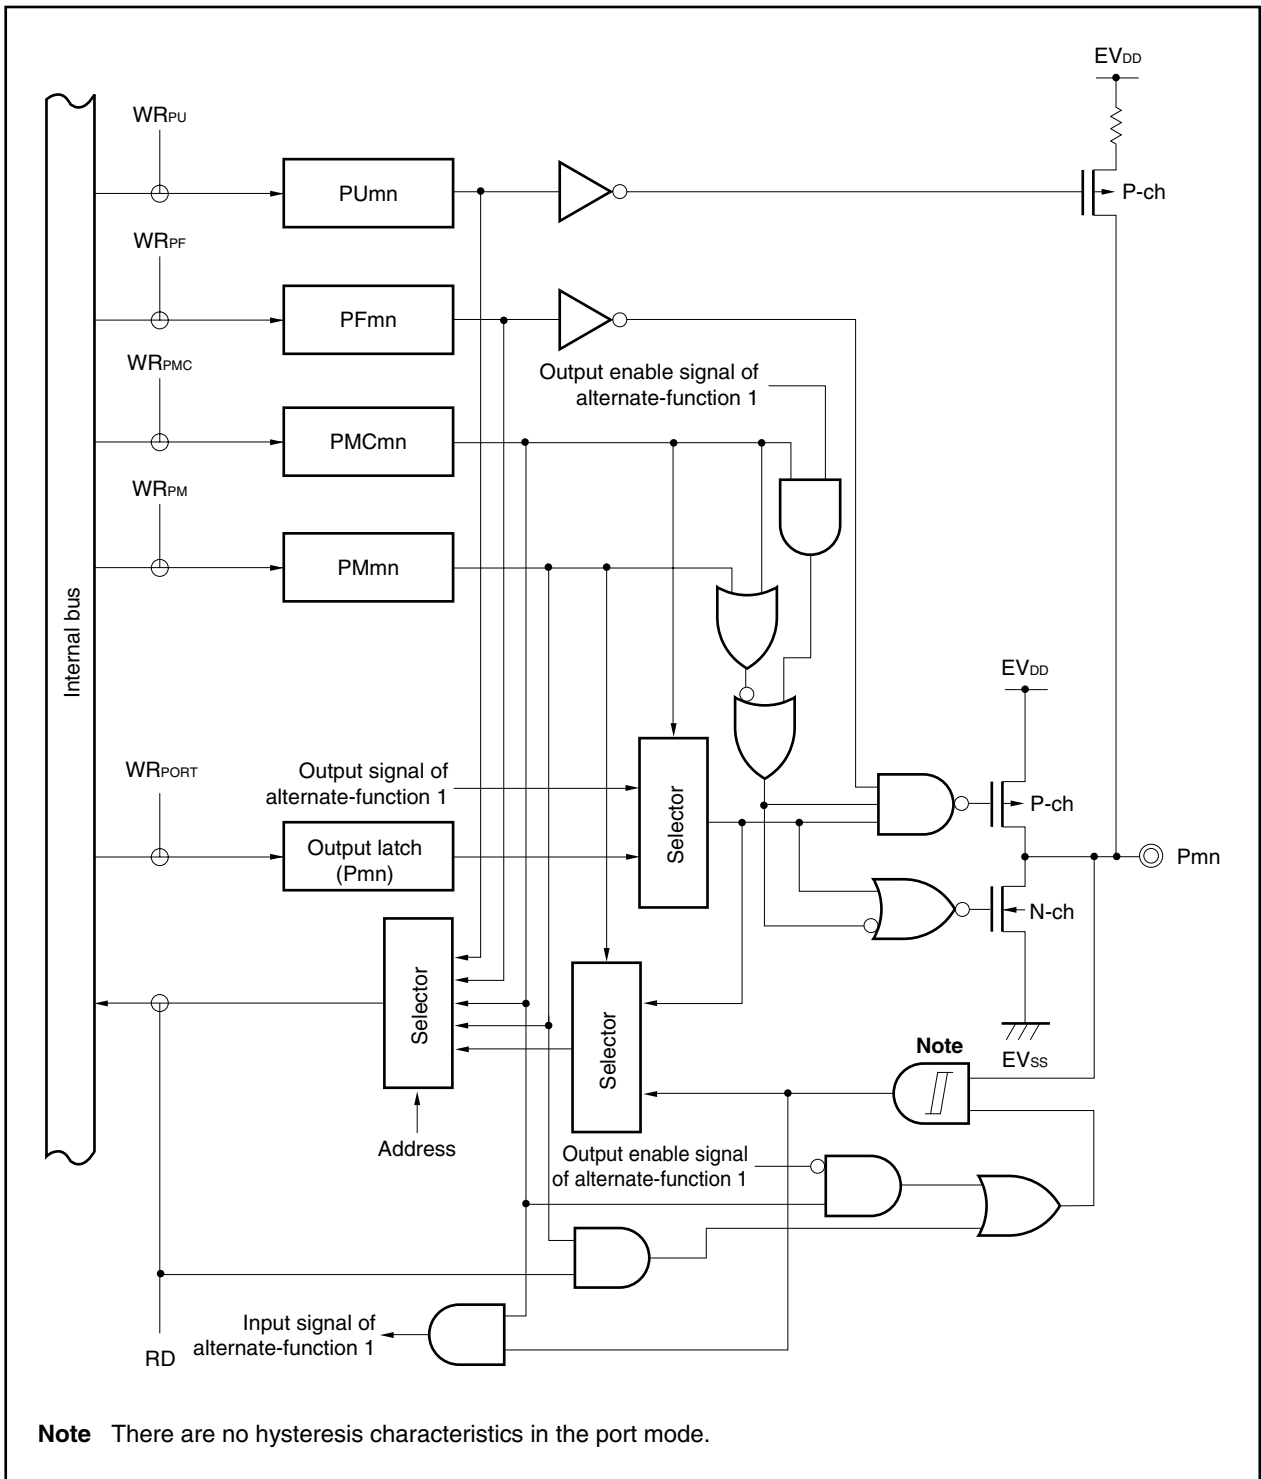 EVDD
WRPU
PUmn
P-ch
WRPF
PFmn
WRPMC
Output enable signal of
alternate-function 1
PMCmn
WRPM
PMmn
Internal bus
EVDD
WRPORT
Output signal of
alternate-function 1
Selector
P-ch
Output latch
(Pmn)
Pmn
N-ch
Selector
Selector
Note
EVSS
Address
Output enable signal
of alternate-function 1
Input signal of
alternate-function 1
RD
Note There are no hysteresis characteristics in the port mode.